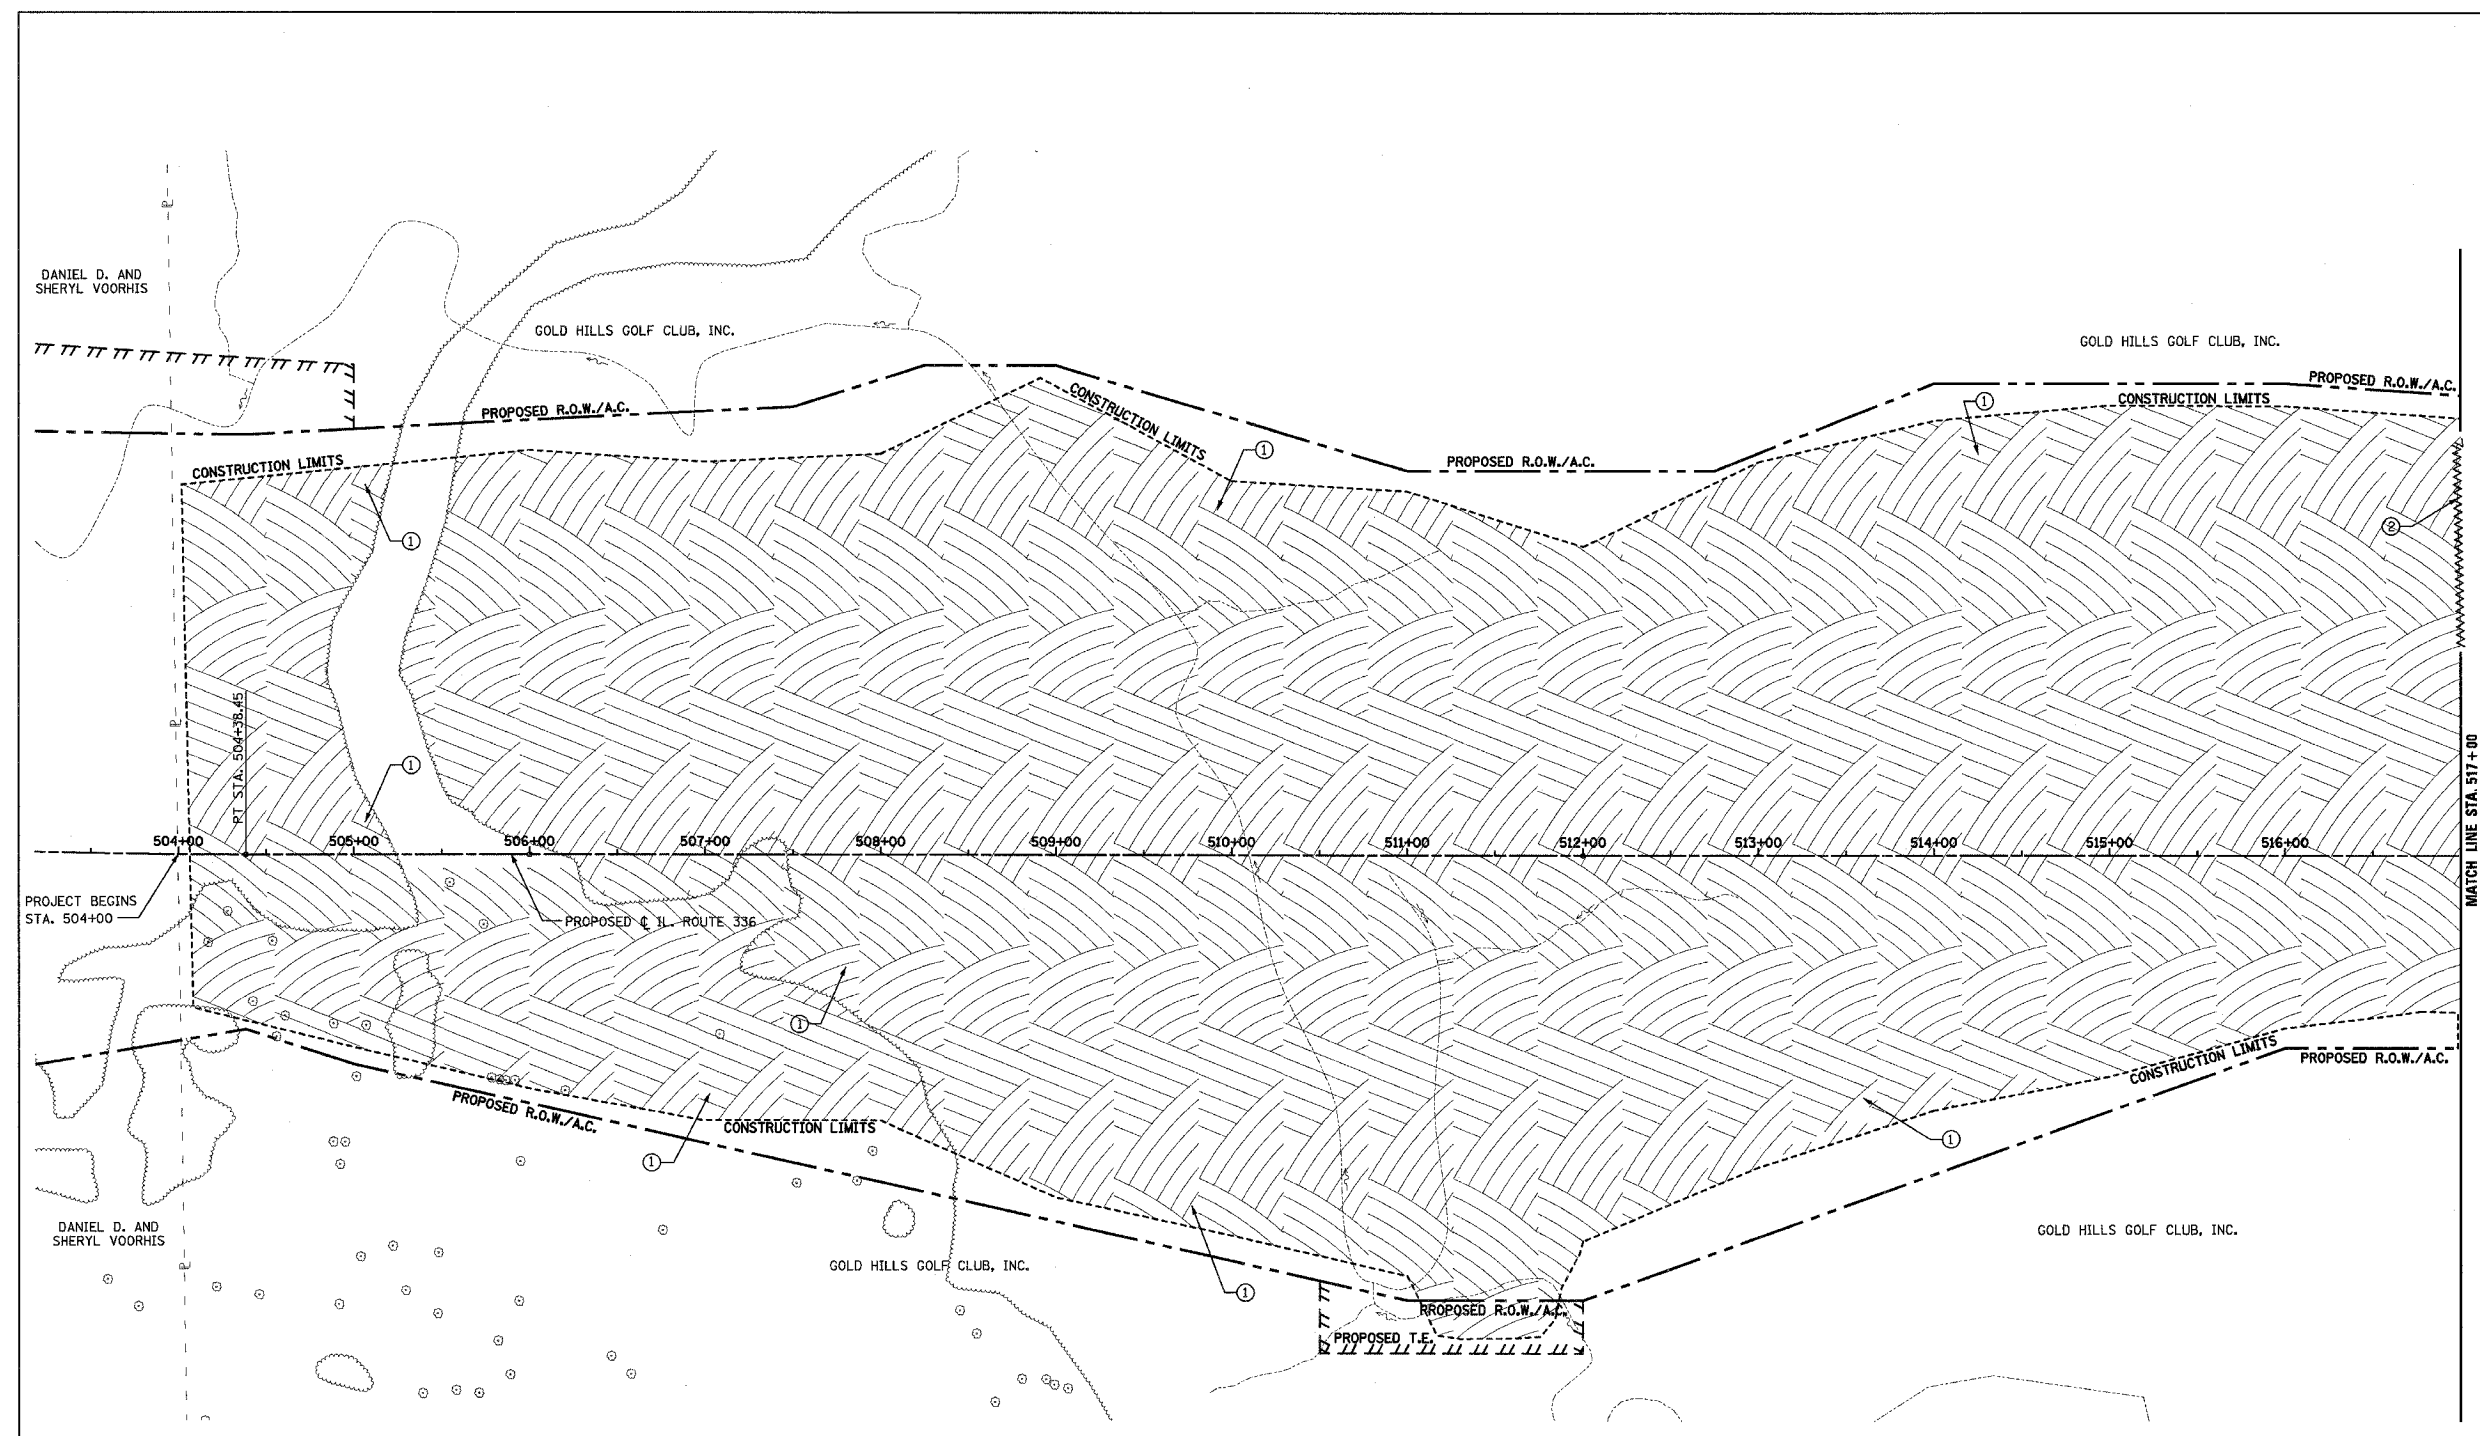 DANIEL D. AND
SHERYL VOORHIS
GOLD HILLS GOLF CLUB, INC.
GOLD HILLS GOLF CLUB, INC.
PROPOSED R.O.W./A.C.
PROPOSED R.O.W./A.C.
CONSTRUCTION LIMITS
CONSTRUCTION LIMITS
1
1
PROPOSED R.O.W./A.C.
CONSTRUCTION LIMITS
2
1
P
P
PT STA. 504+38.45
1
MATCH LINE STA. 517+00
504+00
505+00
506+00
507+00
508+00
509+00
510+00
511+00
512+00
513+00
514+00
515+00
516+00
PROJECT BEGINS
STA. 504+00
PROPOSED ℄ IL. ROUTE 336
1
CONSTRUCTION LIMITS
PROPOSED R.O.W./A.C.
PROPOSED R.O.W./A.C.
CONSTRUCTION LIMITS
1
1
DANIEL D. AND
SHERYL VOORHIS
P
GOLD HILLS GOLF CLUB, INC.
GOLD HILLS GOLF CLUB, INC.
1
RROPOSED R.O.W./A.C.
PROPOSED T.E.